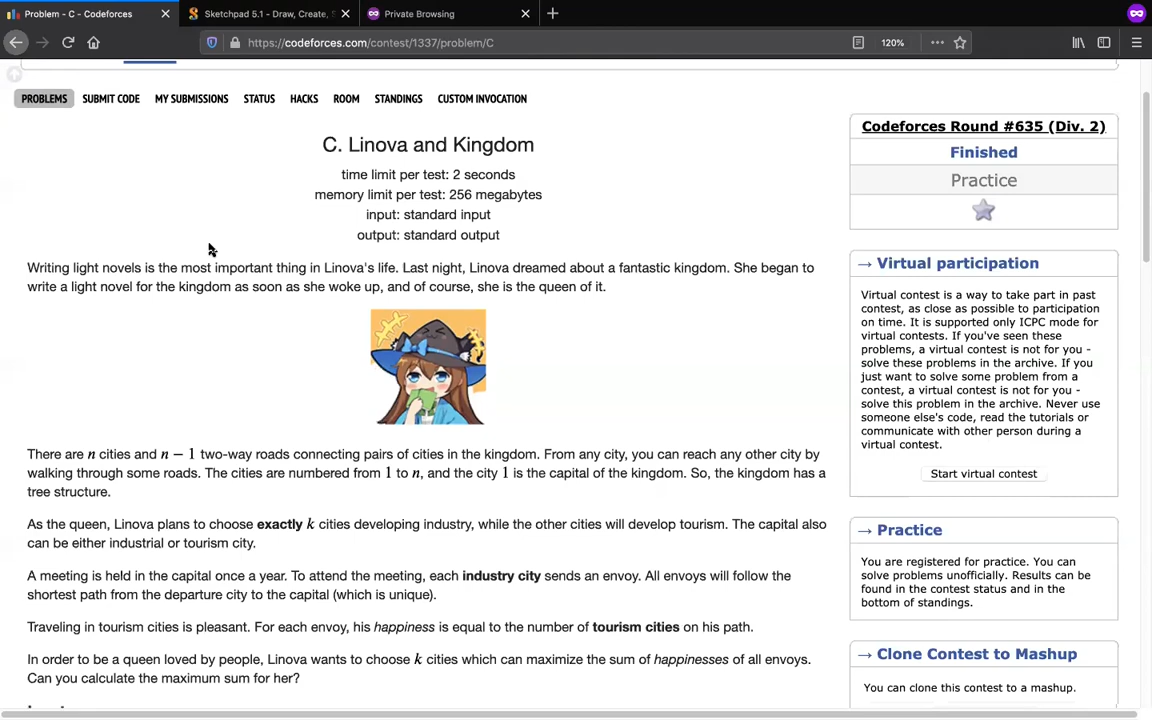 Problem - C - Codeforces
Sketchpad 5.1 - Draw, Create, S
Private Browsing
https://codeforces.com/contest/1337/problem/C
120%
PROBLEMS SUBMIT CODE MY SUBMISSIONS STATUS HACKS ROOM STANDINGS CUSTOM INVOCATION
C. Linova and Kingdom
time limit per test: 2 seconds
memory limit per test: 256 megabytes
input: standard input
output: standard output
Writing light novels is the most important thing in Linova's life. Last night, Linova dreamed about a fantastic kingdom. She began to
write a light novel for the kingdom as soon as she woke up, and of course, she is the queen of it.
There are n cities and n − 1 two-way roads connecting pairs of cities in the kingdom. From any city, you can reach any other city by
walking through some roads. The cities are numbered from 1 to n, and the city 1 is the capital of the kingdom. So, the kingdom has a
tree structure.
As the queen, Linova plans to choose exactly k cities developing industry, while the other cities will develop tourism. The capital also
can be either industrial or tourism city.
A meeting is held in the capital once a year. To attend the meeting, each industry city sends an envoy. All envoys will follow the
shortest path from the departure city to the capital (which is unique).
Traveling in tourism cities is pleasant. For each envoy, his happiness is equal to the number of tourism cities on his path.
In order to be a queen loved by people, Linova wants to choose k cities which can maximize the sum of happinesses of all envoys.
Can you calculate the maximum sum for her?
Codeforces Round #635 (Div. 2)
Finished
Practice
→ Virtual participation
Virtual contest is a way to take part in past
contest, as close as possible to participation
on time. It is supported only ICPC mode for
virtual contests. If you've seen these
problems, a virtual contest is not for you -
solve these problems in the archive. If you
just want to solve some problem from a
contest, a virtual contest is not for you -
solve this problem in the archive. Never use
someone else's code, read the tutorials or
communicate with other person during a
virtual contest.
Start virtual contest
→ Practice
You are registered for practice. You can
solve problems unofficially. Results can be
found in the contest status and in the
bottom of standings.
→ Clone Contest to Mashup
You can clone this contest to a mashup.